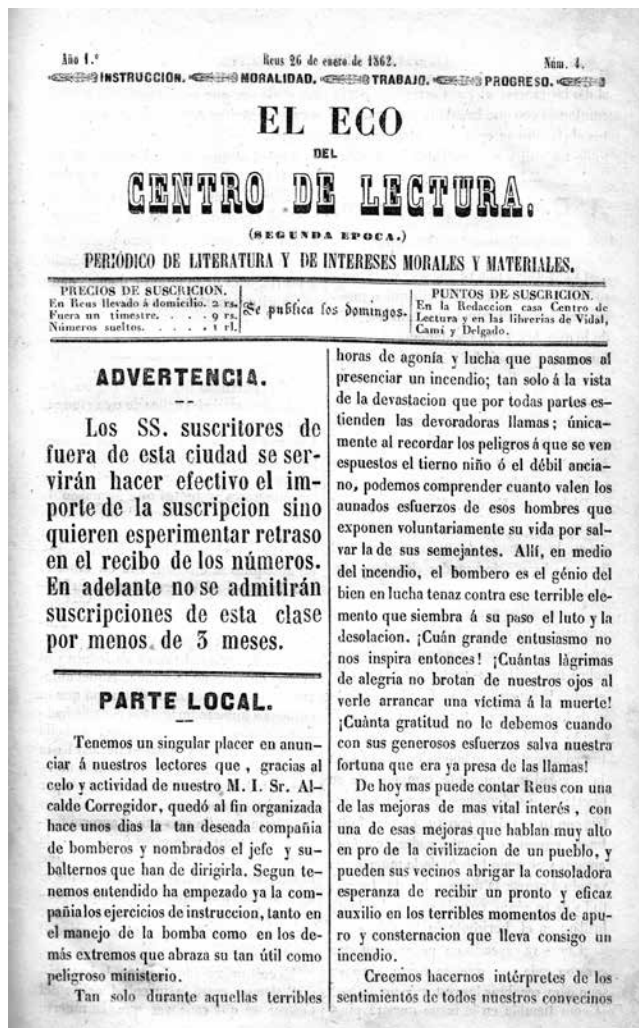 Año 1.º
Reus 26 de enero de 1862.
Núm. 4.
INSTRUCCION. MORALIDAD. TRABAJO. PROGRESO.
EL ECO
DEL
CENTRO DE LECTURA.
(SEGUNDA EPOCA.)
PERIÓDICO DE LITERATURA Y DE INTERESES MORALES Y MATERIALES.
PRECIOS DE SUSCRICION.
En Reus llevado á domicilio. 2 rs.
Fuera un timestre. . . . . 9 rs.
Números sueltos. . . . . . 1 rl.
Se publica los domingos.
PUNTOS DE SUSCRICION.
En la Redaccion casa Centro de
Lectura y en las librerias de Vidal,
Camí y Delgado.
ADVERTENCIA.
Los SS. suscritores de
fuera de esta ciudad se ser-
virán hacer efectivo el im-
porte de la suscripcion sino
quieren esperimentar retraso
en el recibo de los números.
En adelante no se admitirán
suscripciones de esta clase
por menos de 3 meses.
PARTE LOCAL.
Tenemos un singular placer en anun-
ciar á nuestros lectores que , gracias al
celo y actividad de nuestro M. I. Sr. Al-
calde Corregidor, quedó al fin organizada
hace unos dias la tan deseada compañia
de bomberos y nombrados el jefe y su-
balternos que han de dirigirla. Segun te-
nemos entendido ha empezado ya la com-
pañia los ejercicios de instruccion, tanto en
el manejo de la bomba como en los de-
más extremos que abraza su tan útil como
peligroso ministerio.
Tan solo durante aquellas terribles
horas de agonía y lucha que pasamos al
presenciar un incendio; tan solo á la vista
de la devastacion que por todas partes es-
tienden las devoradoras llamas; única-
mente al recordar los peligros á que se ven
espuestos el tierno niño ó el débil ancia-
no, podemos comprender cuanto valen los
aunados esfuerzos de esos hombres que
exponen voluntariamente su vida por sal-
var la de sus semejantes. Allí, en medio
del incendio, el bombero es el génio del
bien en lucha tenaz contra ese terrible ele-
mento que siembra á su paso el luto y la
desolacion. ¡Cuán grande entusiasmo no
nos inspira entonces! ¡Cuántas lágrimas
de alegria no brotan de nuestros ojos al
verle arrancar una víctima á la muerte!
¡Cuánta gratitud no le debemos cuando
con sus generosos esfuerzos salva nuestra
fortuna que era ya presa de las llamas!
De hoy mas puede contar Reus con una
de las mejoras de mas vital interés , con
una de esas mejoras que hablan muy alto
en pro de la civilizacion de un pueblo, y
pueden sus vecinos abrigar la consoladora
esperanza de recibir un pronto y eficaz
auxilio en los terribles momentos de apu-
ro y consternacion que lleva consigo un
incendio.
Creemos hacernos intérpretes de los
sentimientos de todos nuestros convecinos